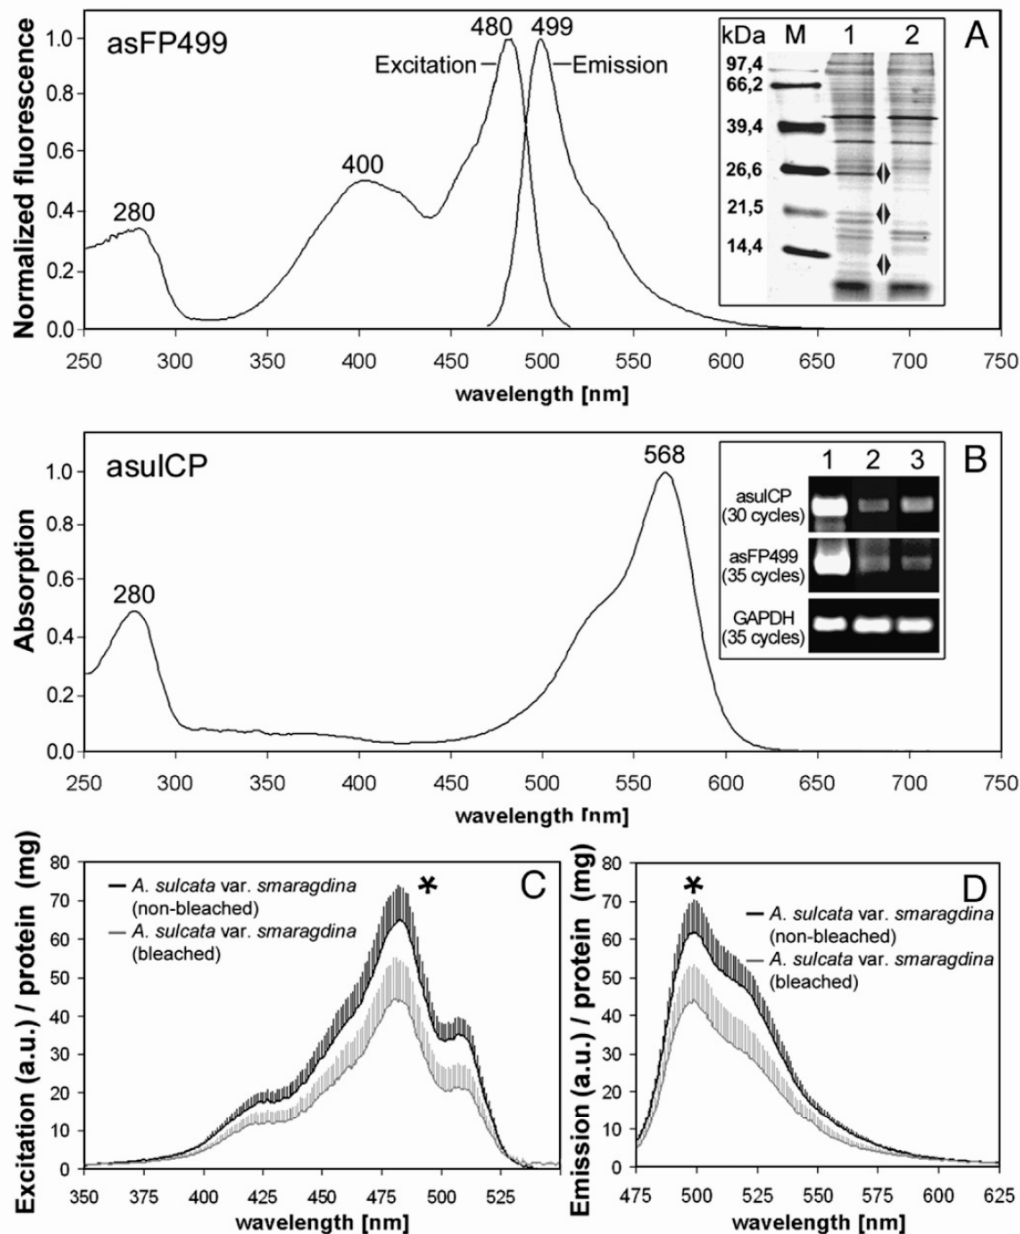 asFP499
480 499
Excitation Emission
400
280
Normalized fluorescence
1.0
0.8
0.6
0.4
0.2
0.0
250 300 350 400 450 500 550 600 650 700 750
wavelength [nm]
A
kDa M 1 2
97,4
66,2
39,4
26,6
21,5
14,4
asulCP
568
280
Absorption
1.0
0.8
0.6
0.4
0.2
0.0
250 300 350 400 450 500 550 600 650 700 750
wavelength [nm]
B
1 2 3
asulCP
(30 cycles)
asFP499
(35 cycles)
GAPDH
(35 cycles)
C
Excitation (a.u.) / protein (mg)
80
70
60
50
40
30
20
10
0
A. sulcata var. smaragdina
(non-bleached)
A. sulcata var. smaragdina
(bleached)
*
350 400 425 450 475 500 525
wavelength [nm]
D
Emission (a.u.) / protein (mg)
80
70
60
50
40
30
20
10
0
*
A. sulcata var. smaragdina
(non-bleached)
A. sulcata var. smaragdina
(bleached)
475 500 525 550 575 600 625
wavelength [nm]